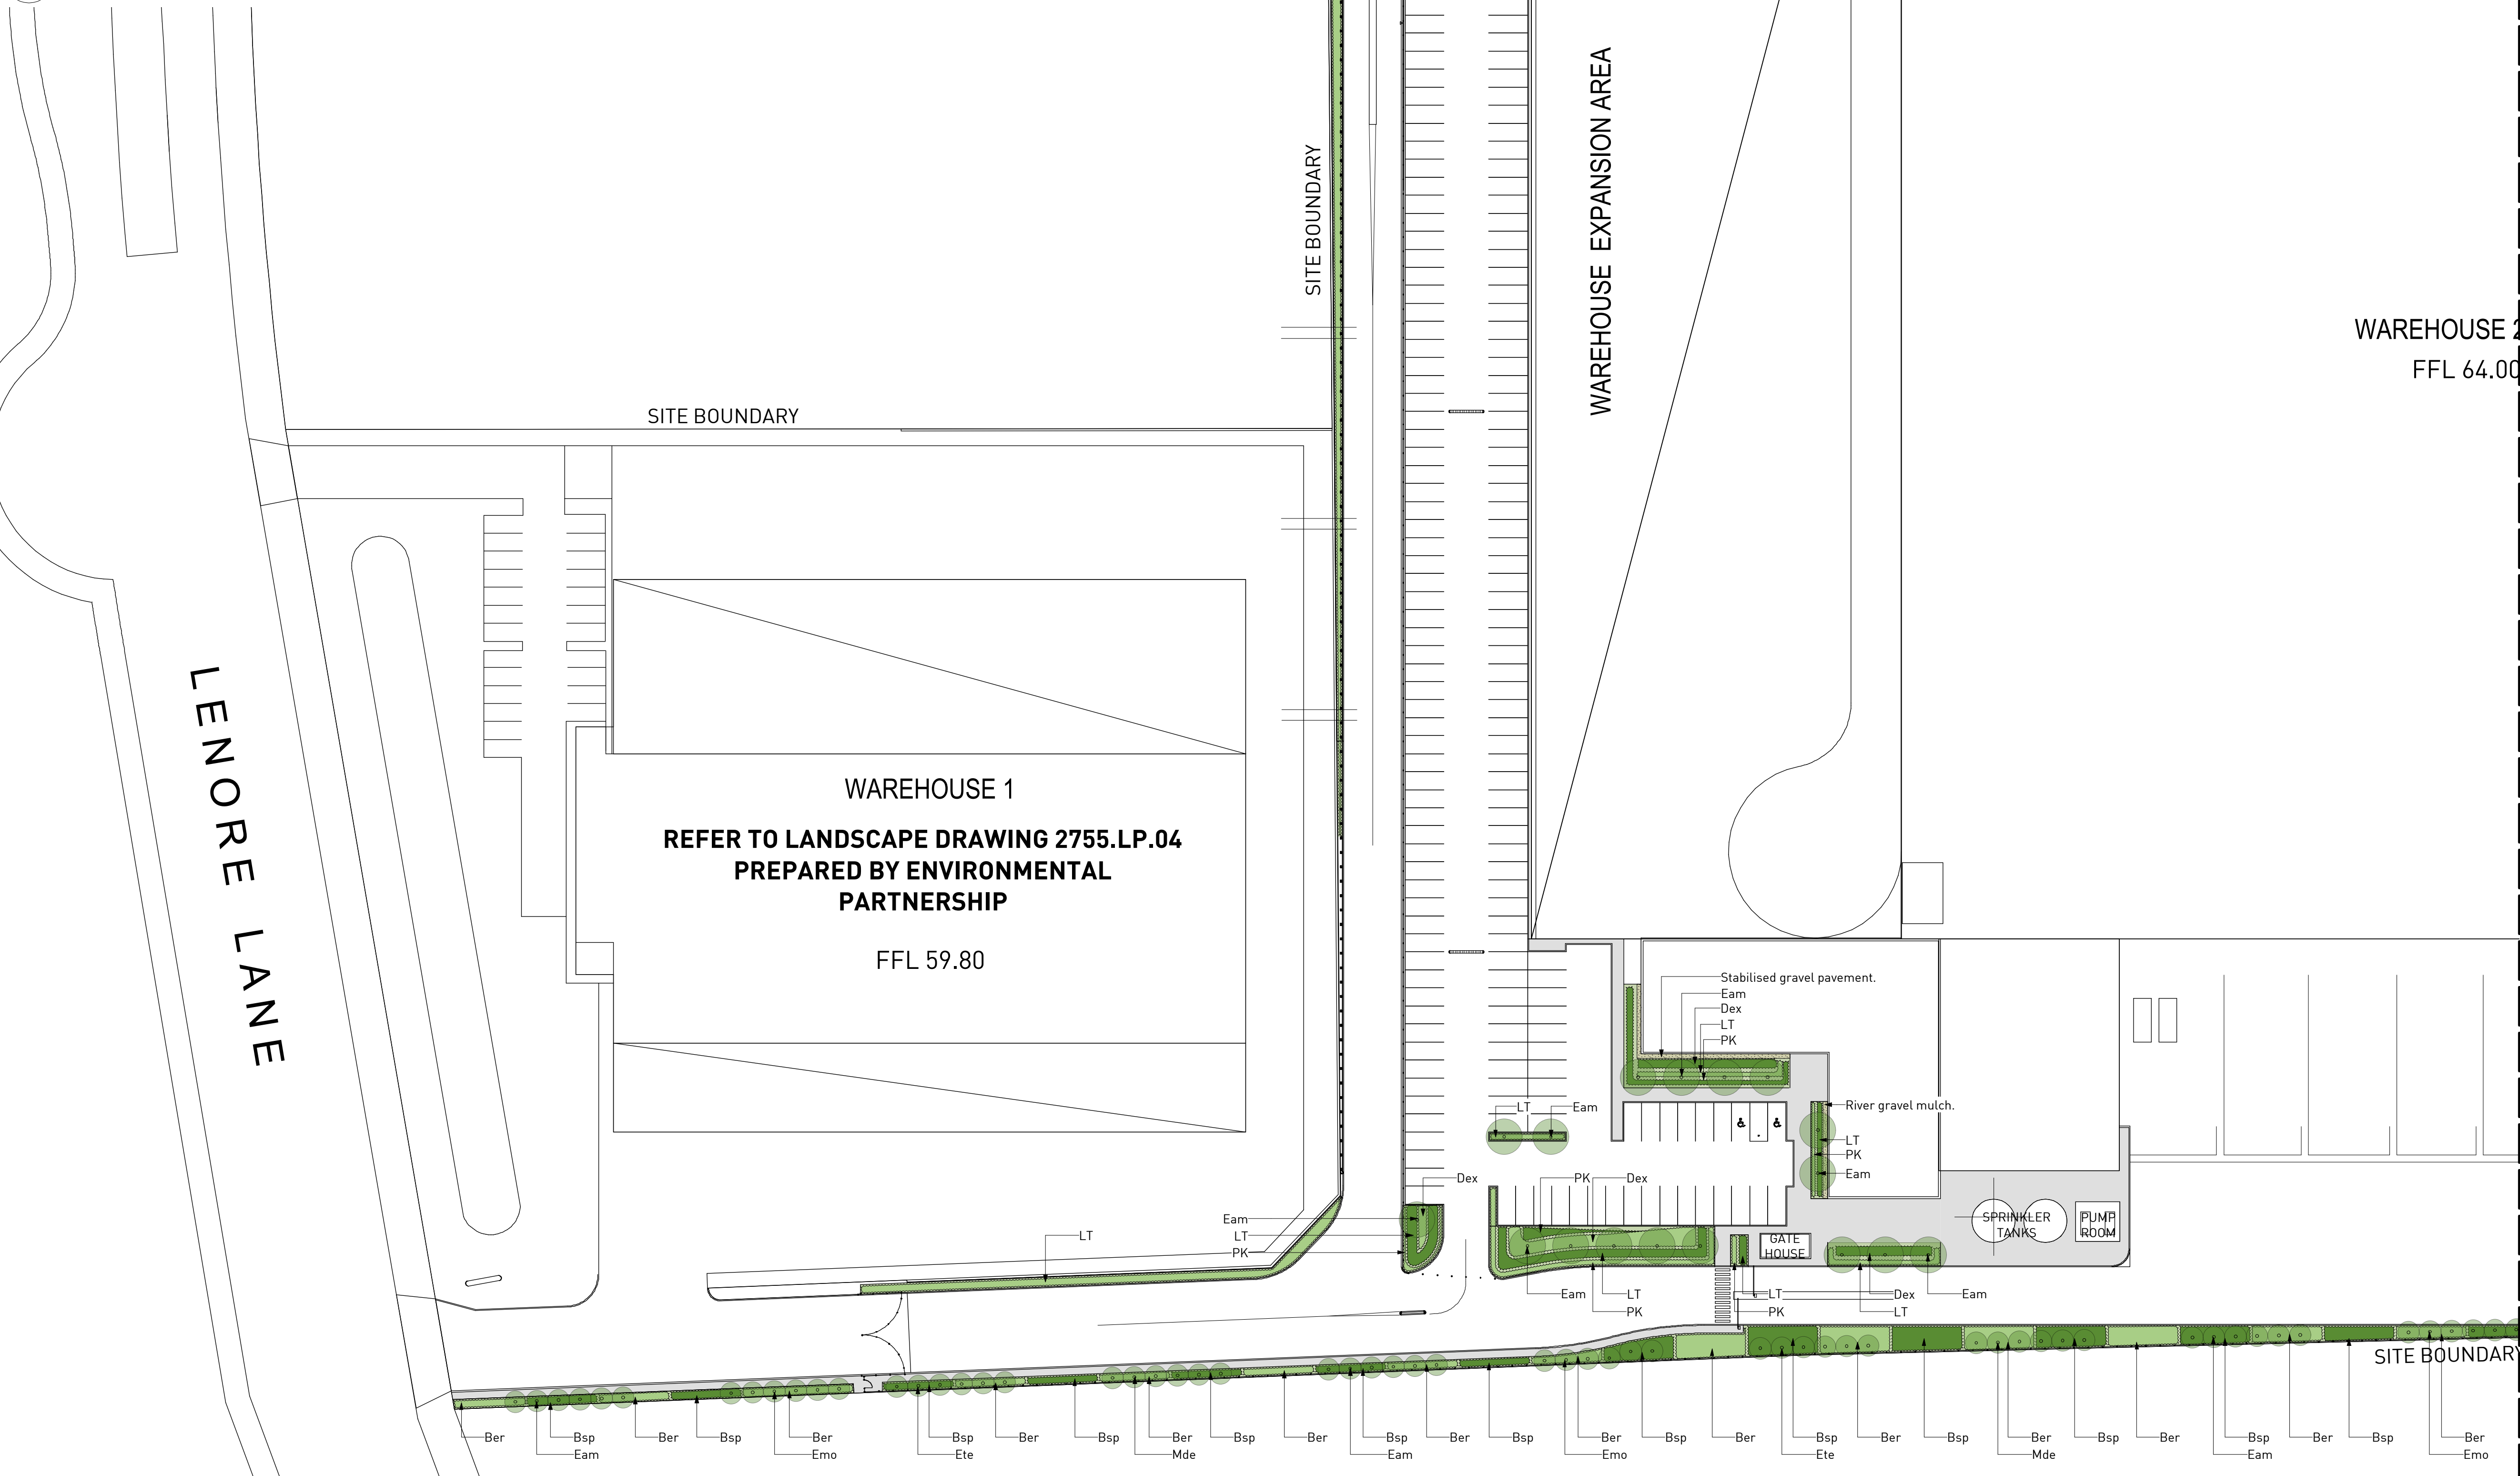 SITE BOUNDARY
WAREHOUSE EXPANSION AREA
WAREHOUSE 2
FFL 64.00
SITE BOUNDARY
LENORE LANE
WAREHOUSE 1
REFER TO LANDSCAPE DRAWING 2755.LP.04
PREPARED BY ENVIRONMENTAL
PARTNERSHIP
FFL 59.80
Stabilised gravel pavement.
Eam
Dex
LT
PK
LT
Eam
River gravel mulch.
LT
PK
Eam
Dex
PK
Dex
Eam
LT
PK
LT
SPRINKLER
TANKS
PUMP
ROOM
GATE
HOUSE
Eam
LT
PK
LT
PK
Dex
LT
Eam
SITE BOUNDARY
Ber
Bsp
Ber
Bsp
Ber
Bsp
Ber
Bsp
Ber
Bsp
Ber
Bsp
Ber
Bsp
Ber
Bsp
Ber
Bsp
Ber
Bsp
Ber
Bsp
Ber
Bsp
Ber
Bsp
Ber
Eam
Emo
Ete
Mde
Eam
Emo
Ete
Mde
Eam
Emo